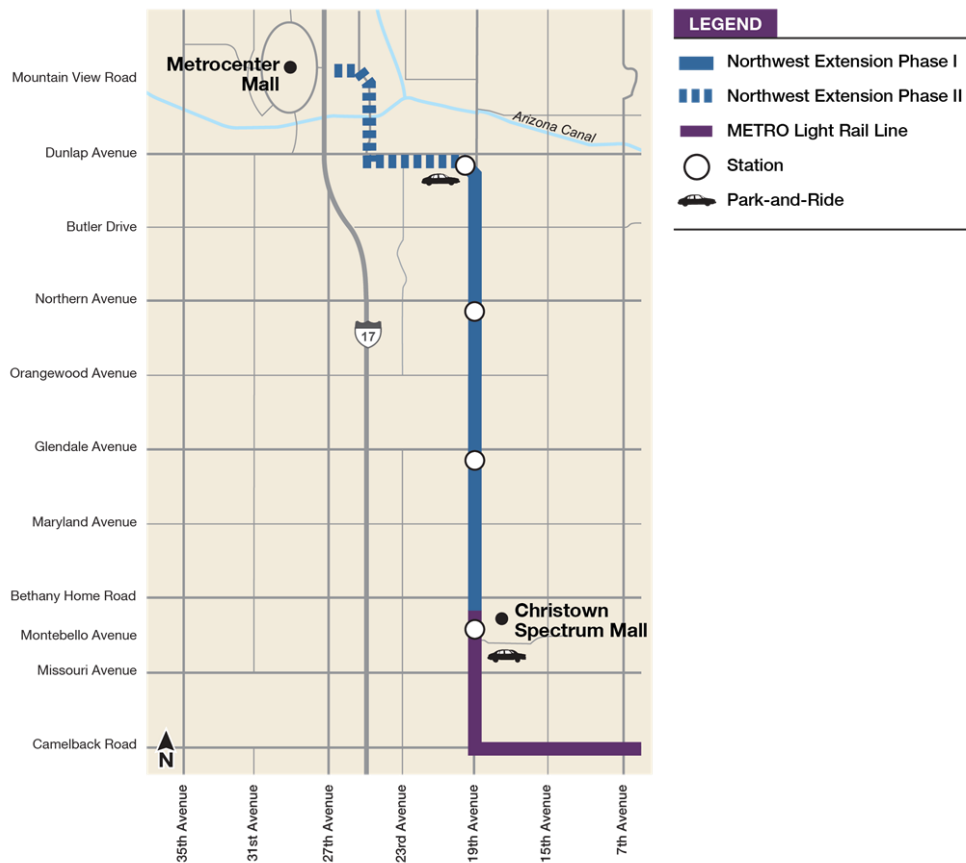 LEGEND
Northwest Extension Phase I
Northwest Extension Phase II
METRO Light Rail Line
Station
Park-and-Ride
Metrocenter
Mall
Mountain View Road
Arizona Canal
Dunlap Avenue
Butler Drive
Northern Avenue
17
Orangewood Avenue
Glendale Avenue
Maryland Avenue
Bethany Home Road
Christown
Spectrum Mall
Montebello Avenue
Missouri Avenue
Camelback Road
N
35th Avenue
31st Avenue
27th Avenue
23rd Avenue
19th Avenue
15th Avenue
7th Avenue